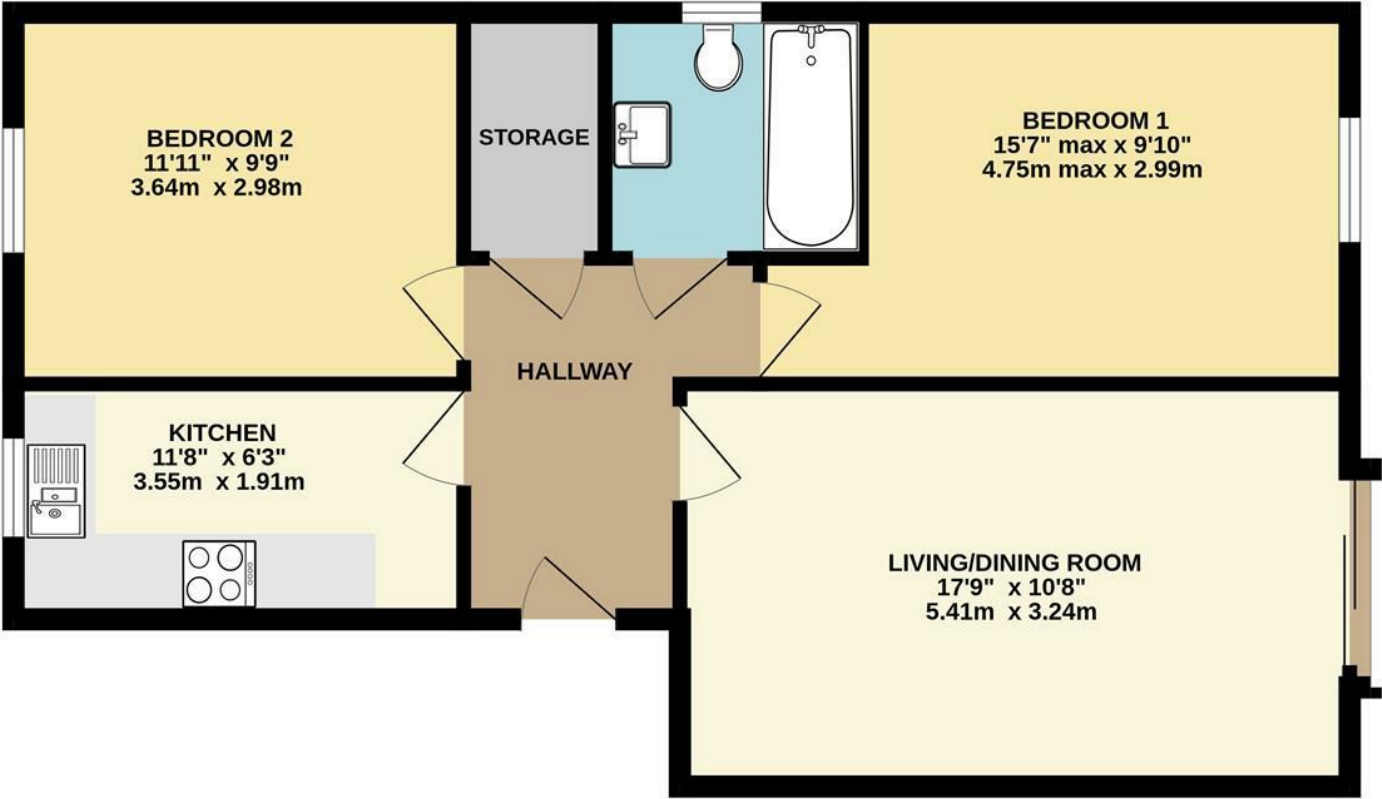 BEDROOM 2
11'11" x 9'9"
3.64m x 2.98m
STORAGE
BEDROOM 1
15'7" max x 9'10"
4.75m max x 2.99m
HALLWAY
KITCHEN
11'8" x 6'3"
3.55m x 1.91m
LIVING/DINING ROOM
17'9" x 10'8"
5.41m x 3.24m